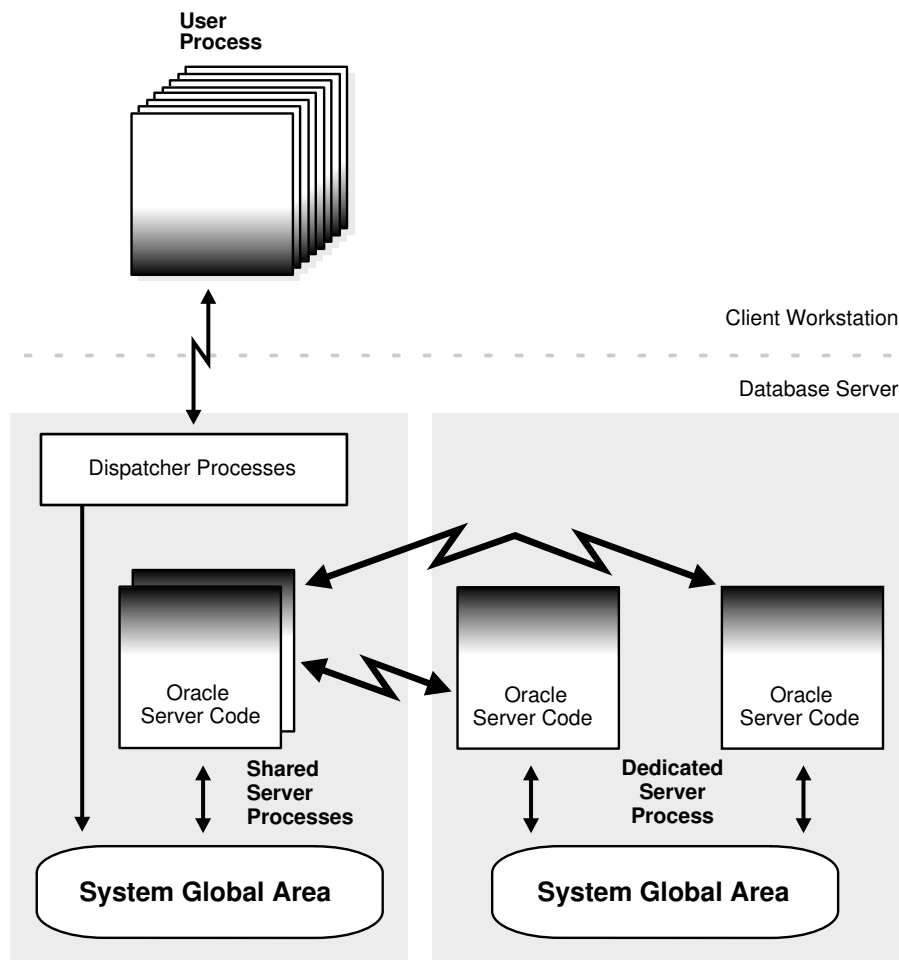 User
Process
Client Workstation
Database Server
Dispatcher Processes
Oracle
Server Code
Oracle
Server Code
Oracle
Server Code
Shared
Server
Processes
Dedicated
Server
Process
System Global Area
System Global Area